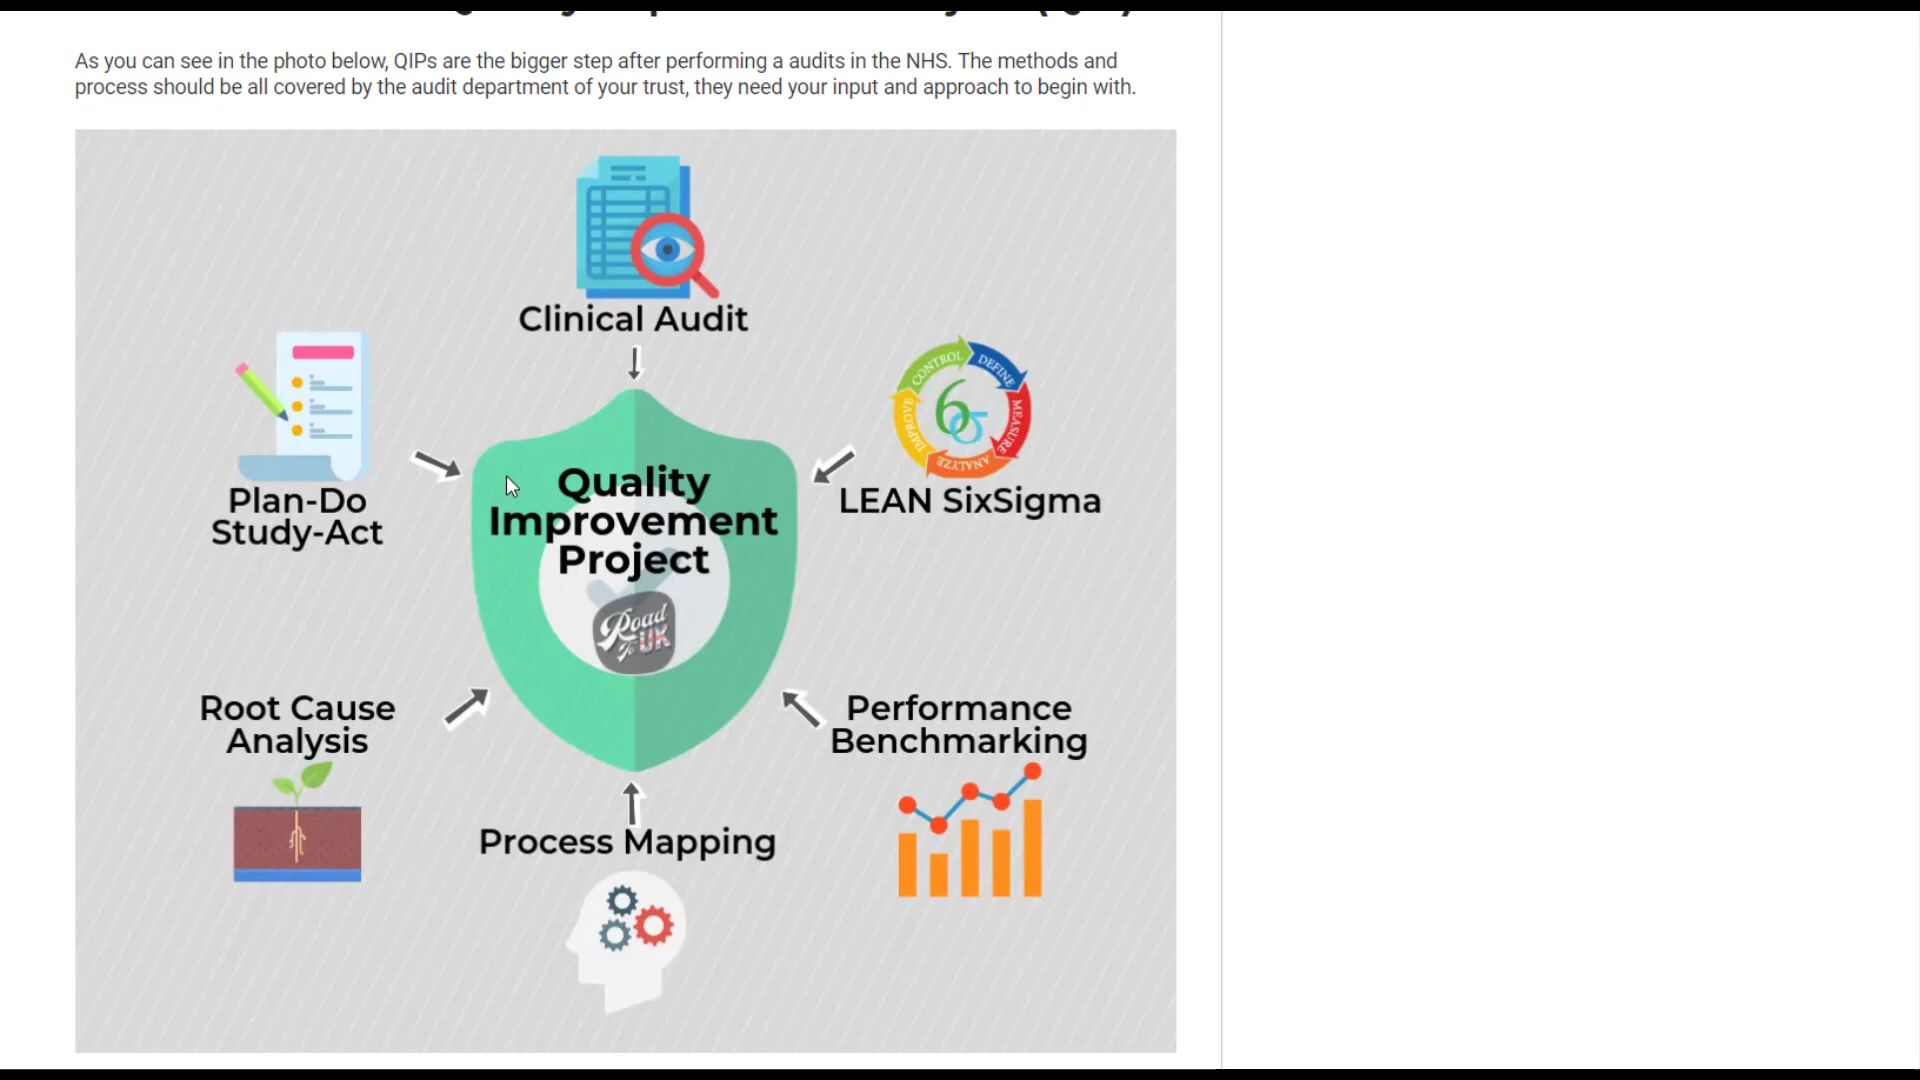 As you can see in the photo below, QIPs are the bigger step after performing a audits in the NHS. The methods and
process should be all covered by the audit department of your trust, they need your input and approach to begin with.
Clinical Audit
Plan-Do
Study-Act
CONTROL
DEFINE
MEASURE
ANALYZE
IMPROVE
6σ
LEAN SixSigma
Quality
Improvement
Project
Road
To UK
Root Cause
Analysis
Performance
Benchmarking
Process Mapping